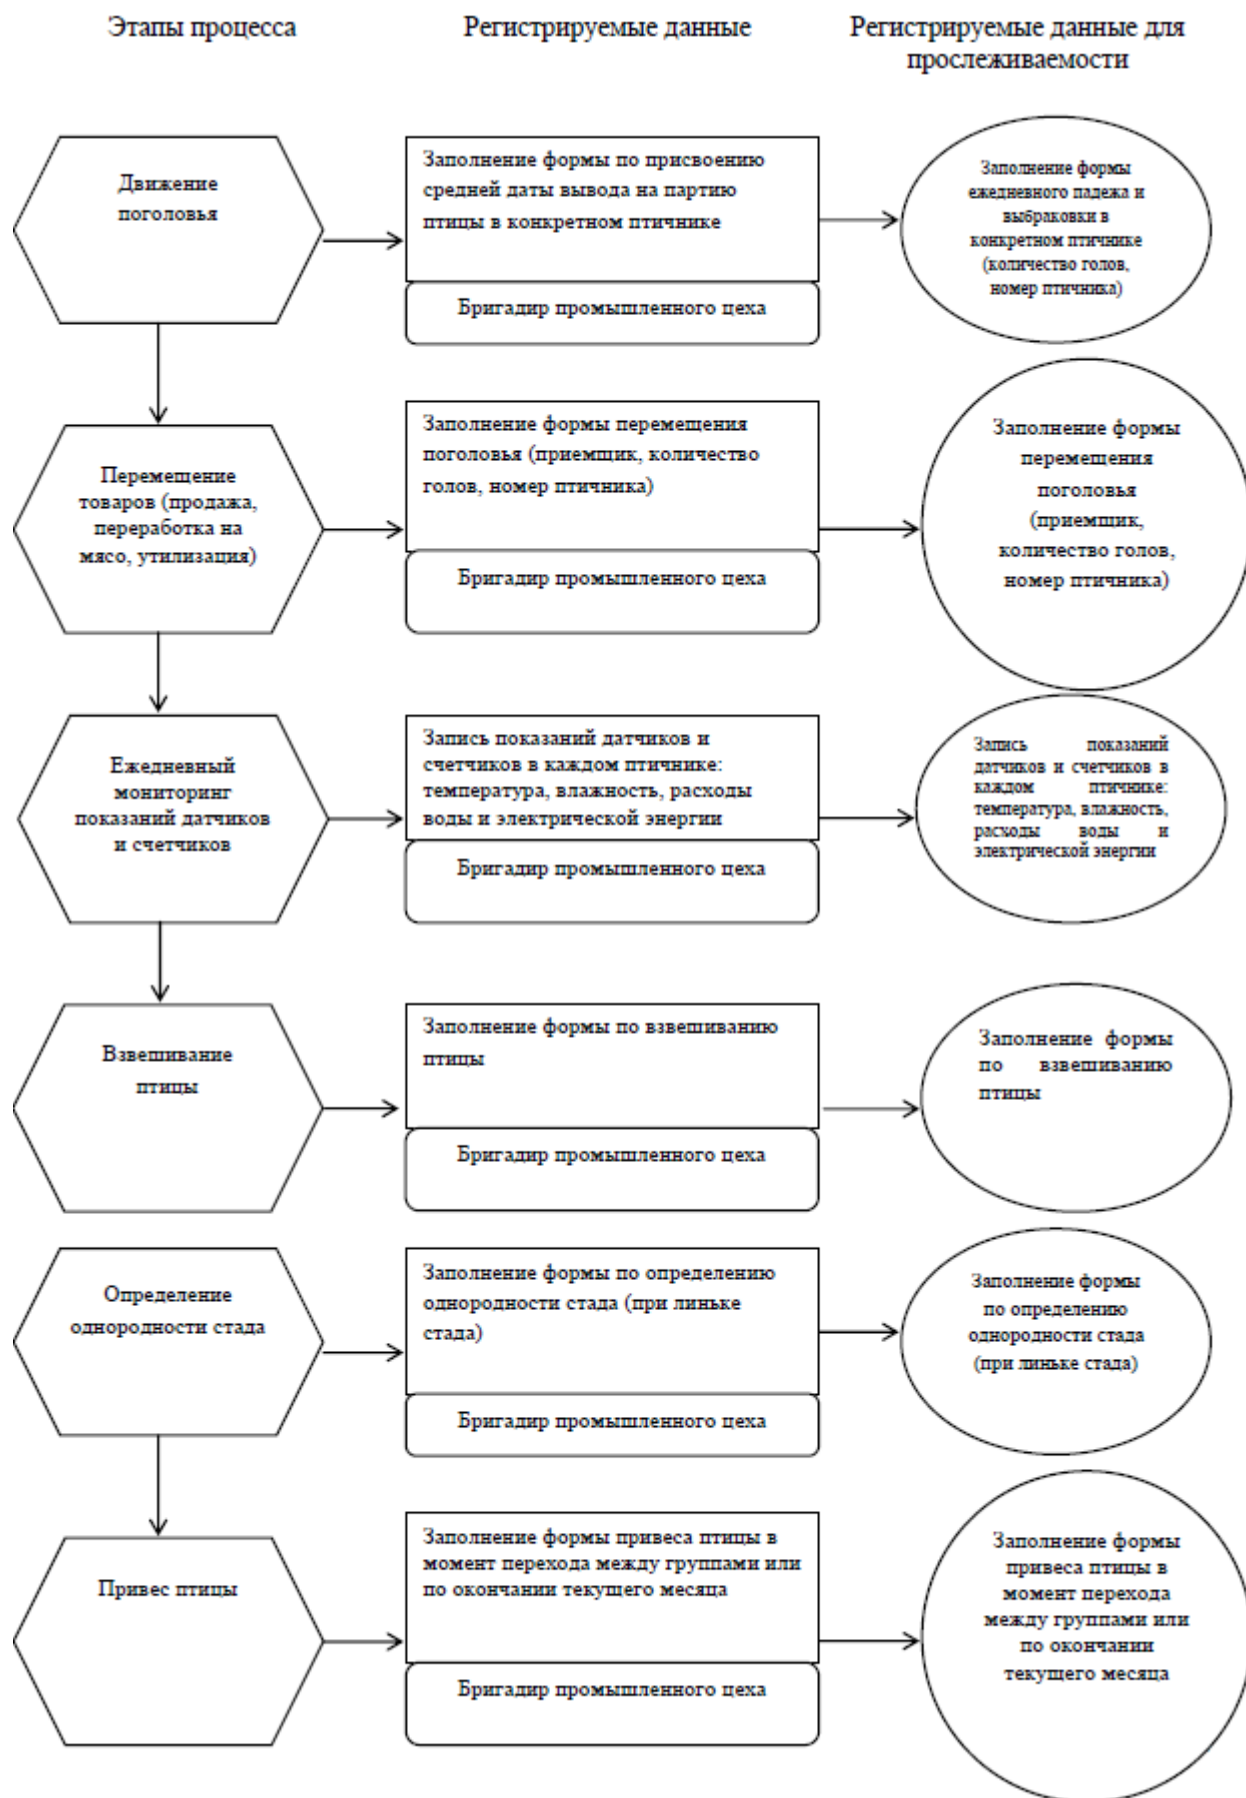 Этапы процесса
Регистрируемые данные
Регистрируемые данные для
прослеживаемости
Движение
поголовья
Заполнение формы по присвоению
средней даты вывода на партию
птицы в конкретном птичнике
Бригадир промышленного цеха
Заполнение формы
ежедневного падежа и
выбраковки в
конкретном птичнике
(количество голов,
номер птичника)
Перемещение
товаров (продажа,
переработка на
мясо, утилизация)
Заполнение формы перемещения
поголовья (приемщик, количество
голов, номер птичника)
Бригадир промышленного цеха
Заполнение формы
перемещения
поголовья
(приемщик,
количество голов,
номер птичника)
Ежедневный
мониторинг
показаний датчиков
и счетчиков
Запись показаний датчиков и
счетчиков в каждом птичнике:
температура, влажность, расходы
воды и электрической энергии
Бригадир промышленного цеха
Запись показаний
датчиков и счетчиков в
каждом птичнике:
температура, влажность,
расходы воды и
электрической энергии
Взвешивание
птицы
Заполнение формы по взвешиванию
птицы
Бригадир промышленного цеха
Заполнение формы
по взвешиванию
птицы
Определение
однородности стада
Заполнение формы по определению
однородности стада (при линьке
стада)
Бригадир промышленного цеха
Заполнение формы
по определению
однородности стада
(при линьке стада)
Привес птицы
Заполнение формы привеса птицы в
момент перехода между группами или
по окончании текущего месяца
Бригадир промышленного цеха
Заполнение формы
привеса птицы в
момент перехода
между группами или
по окончании
текущего месяца